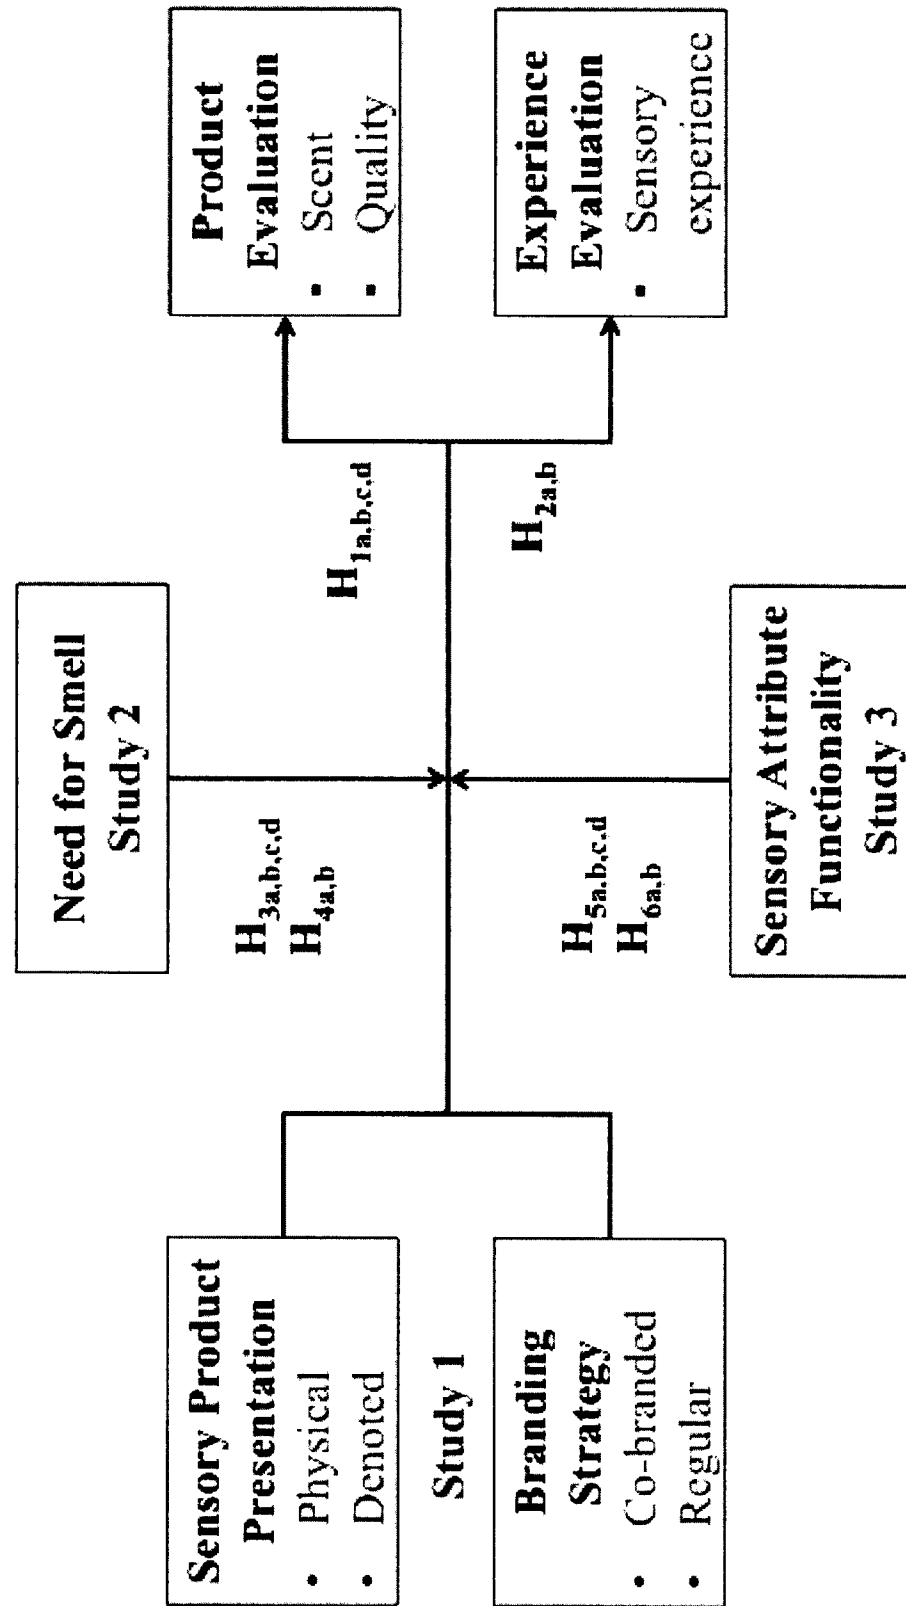 Sensory Product
Presentation
• Physical
• Denoted
Study 1
Branding
Strategy
• Co-branded
• Regular
Need for Smell
Study 2
H3a,b,c,d
H4a,b
H5a,b,c,d
H6a,b
Sensory Attribute
Functionality
Study 3
H1a,b,c,d
H2a,b
Product
Evaluation
▪ Scent
▪ Quality
Experience
Evaluation
▪ Sensory
experience